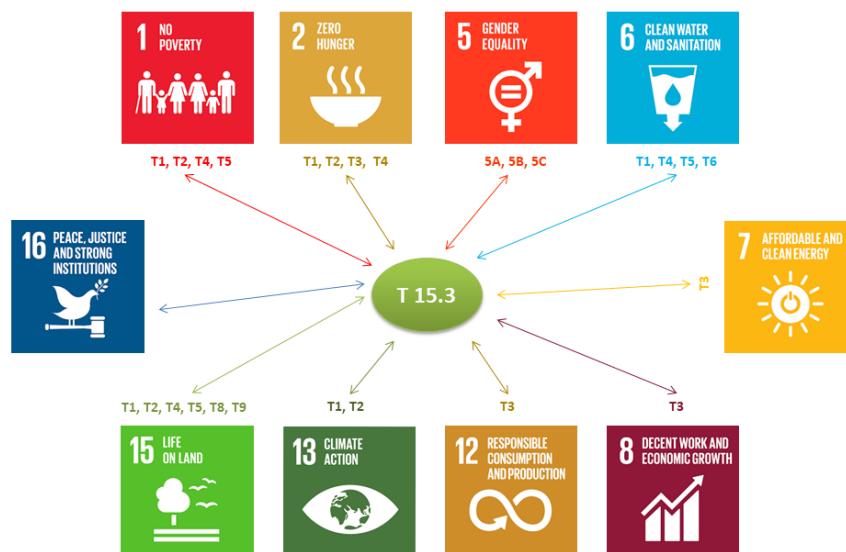 1 NO
POVERTY
2 ZERO
HUNGER
5 GENDER
EQUALITY
6 CLEAN WATER
AND SANITATION
T1, T2, T4, T5
T1, T2, T3, T4
5A, 5B, 5C
T1, T4, T5, T6
16 PEACE, JUSTICE
AND STRONG
INSTITUTIONS
T 15.3
T3
7 AFFORDABLE AND
CLEAN ENERGY
T1, T2, T4, T5, T8, T9
T1, T2
T3
T3
15 LIFE
ON LAND
13 CLIMATE
ACTION
12 RESPONSIBLE
CONSUMPTION
AND PRODUCTION
8 DECENT WORK AND
ECONOMIC GROWTH